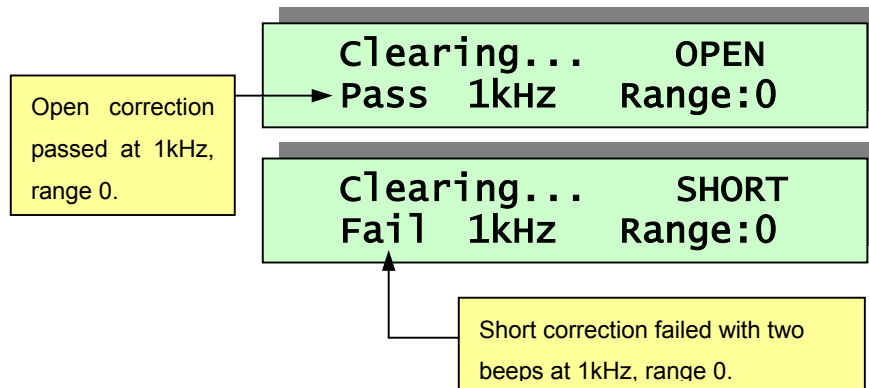 Clearing... OPEN
Pass 1kHz Range:0
Open correction
passed at 1kHz,
range 0.
Clearing... SHORT
Fail 1kHz Range:0
Short correction failed with two
beeps at 1kHz, range 0.